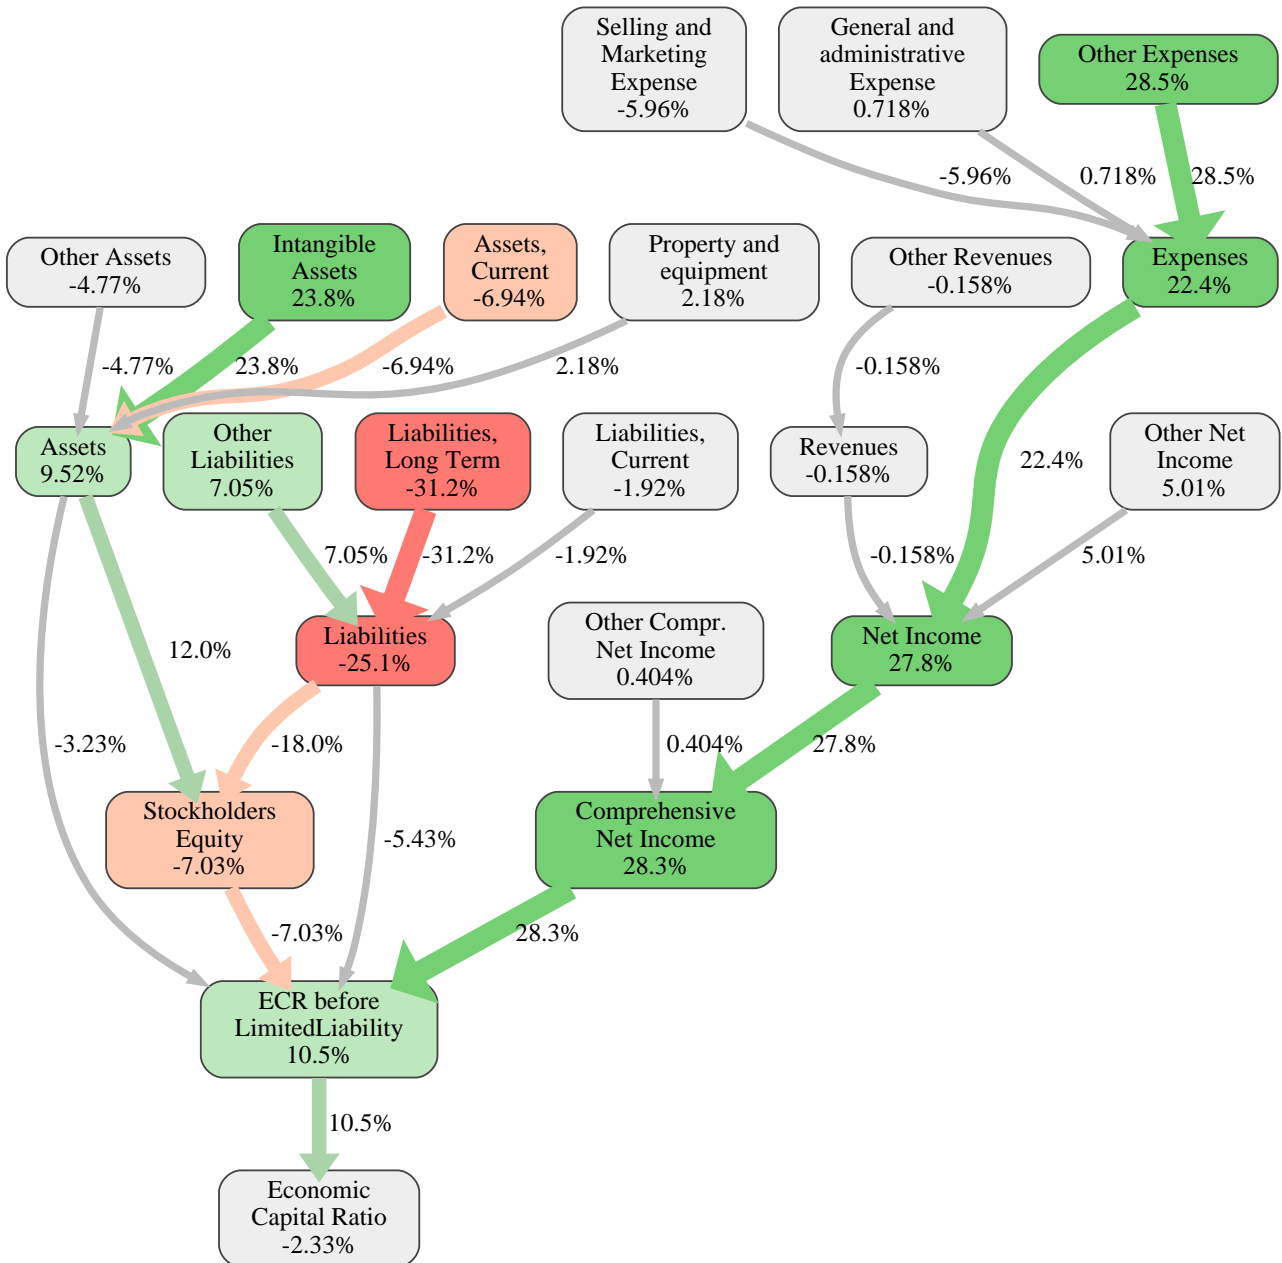 Selling and
Marketing
Expense
-5.96%
General and
administrative
Expense
0.718%
Other Expenses
28.5%
-5.96%
0.718%
28.5%
Other Assets
-4.77%
Intangible
Assets
23.8%
Assets,
Current
-6.94%
Property and
equipment
2.18%
Other Revenues
-0.158%
Expenses
22.4%
-4.77%
23.8%
-6.94%
2.18%
-0.158%
22.4%
Assets
9.52%
Other
Liabilities
7.05%
Liabilities,
Long Term
-31.2%
Liabilities,
Current
-1.92%
Revenues
-0.158%
Other Net
Income
5.01%
7.05%
-31.2%
-1.92%
-0.158%
5.01%
12.0%
Liabilities
-25.1%
Other Compr.
Net Income
0.404%
Net Income
27.8%
-3.23%
-18.0%
0.404%
27.8%
Stockholders
Equity
-7.03%
-5.43%
Comprehensive
Net Income
28.3%
-7.03%
28.3%
ECR before
LimitedLiability
10.5%
10.5%
Economic
Capital Ratio
-2.33%